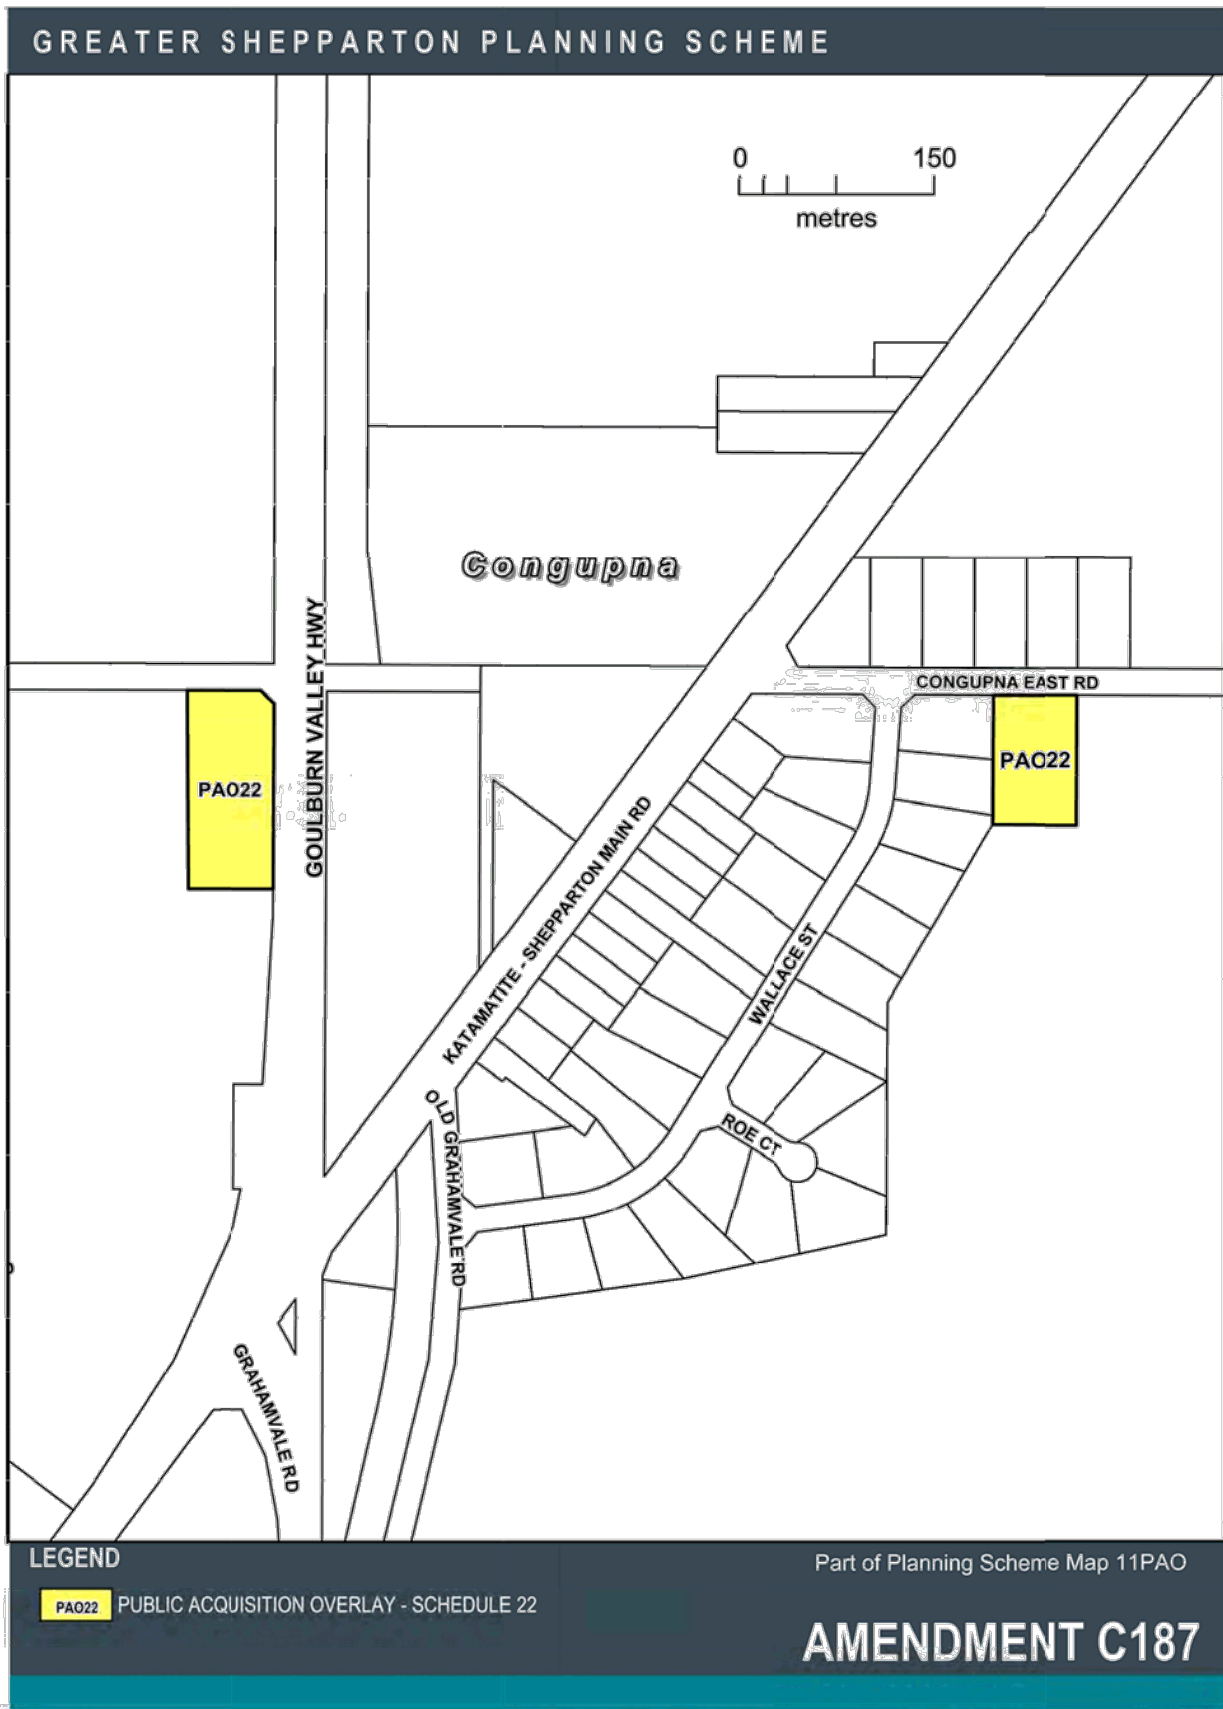 GREATER SHEPPARTON PLANNING SCHEME
0 150
metres
Congupna
GOULBURN VALLEY HWY
CONGUPNA EAST RD
PAO22
PAO22
KATAMATITE - SHEPPARTON MAIN RD
WALLACE ST
OLD GRAHAMVALE RD
ROE CT
GRAHAMVALE RD
LEGEND
Part of Planning Scheme Map 11PAO
PAO22 PUBLIC ACQUISITION OVERLAY - SCHEDULE 22
AMENDMENT C187